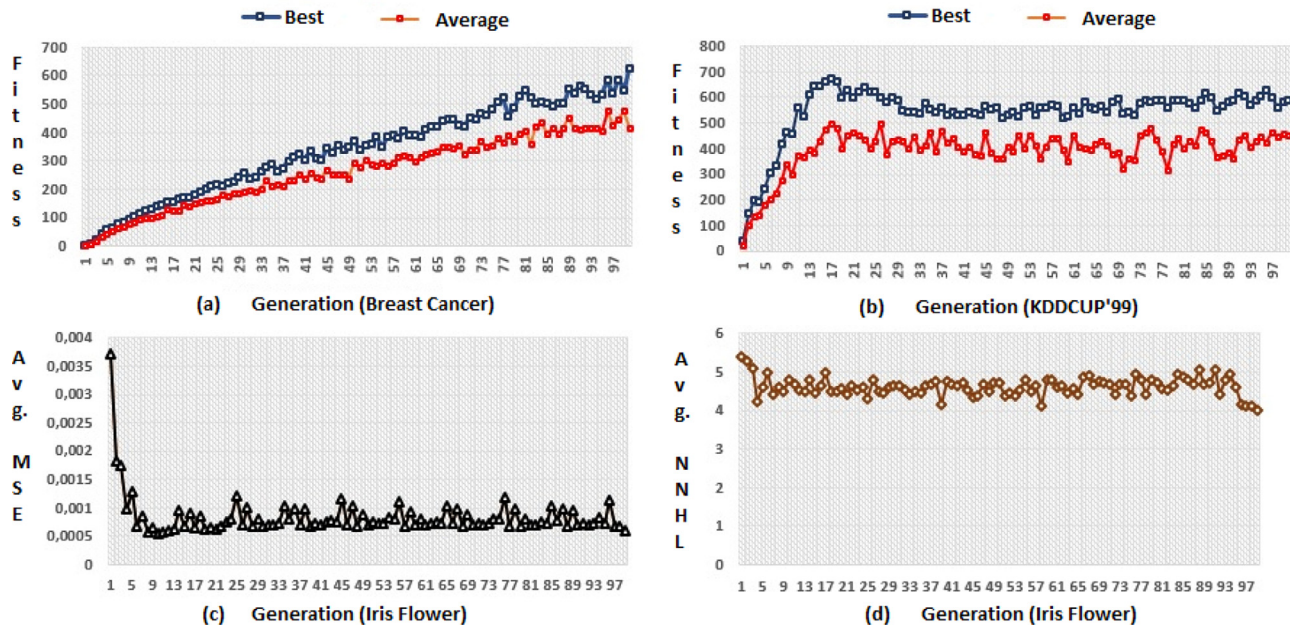 Best Average
Best Average
Fitness
700
600
500
400
300
200
100
0
1 5 9 13 17 21 25 29 33 37 41 45 49 53 57 61 65 69 73 77 81 85 89 93 97
(a) Generation (Breast Cancer)
Fitness
800
700
600
500
400
300
200
100
0
1 5 9 13 17 21 25 29 33 37 41 45 49 53 57 61 65 69 73 77 81 85 89 93 97
(b) Generation (KDDCUP'99)
Avg. MSE
0,004
0,0035
0,003
0,0025
0,002
0,0015
0,001
0,0005
0
1 5 9 13 17 21 25 29 33 37 41 45 49 53 57 61 65 69 73 77 81 85 89 93 97
(c) Generation (Iris Flower)
Avg. NNHL
6
5
4
3
2
1
0
1 5 9 13 17 21 25 29 33 37 41 45 49 53 57 61 65 69 73 77 81 85 89 93 97
(d) Generation (Iris Flower)